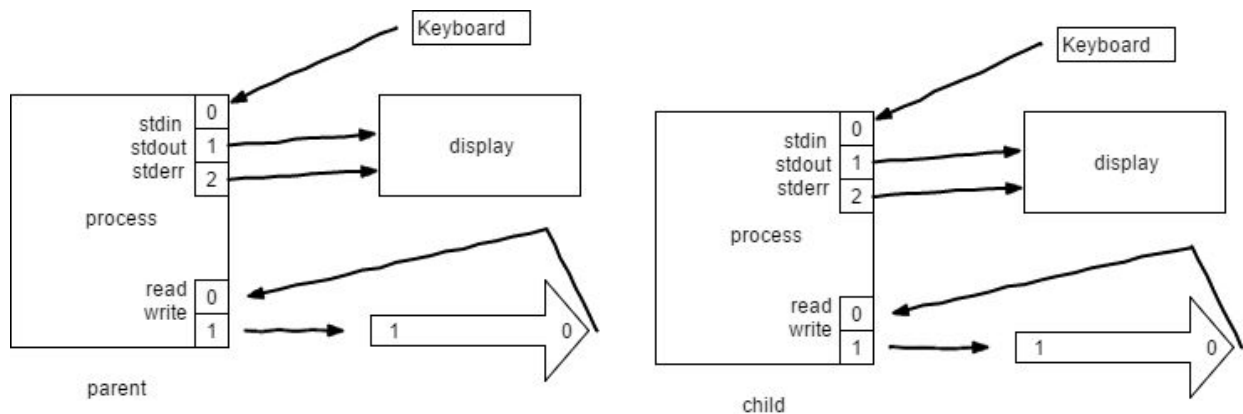 Keyboard
stdin 0
stdout 1
stderr 2
display
process
read 0
write 1
1 0
parent
Keyboard
stdin 0
stdout 1
stderr 2
display
process
read 0
write 1
1 0
child